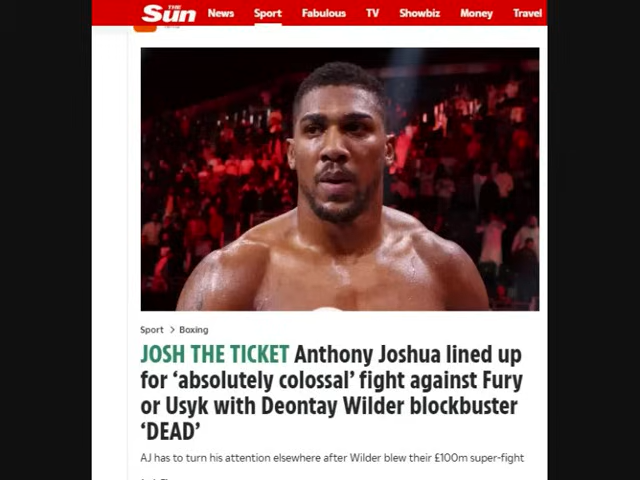 THE Sun News Sport Fabulous TV Showbiz Money Travel
Sport > Boxing
JOSH THE TICKET Anthony Joshua lined up
for ‘absolutely colossal’ fight against Fury
or Usyk with Deontay Wilder blockbuster
‘DEAD’
AJ has to turn his attention elsewhere after Wilder blew their £100m super-fight